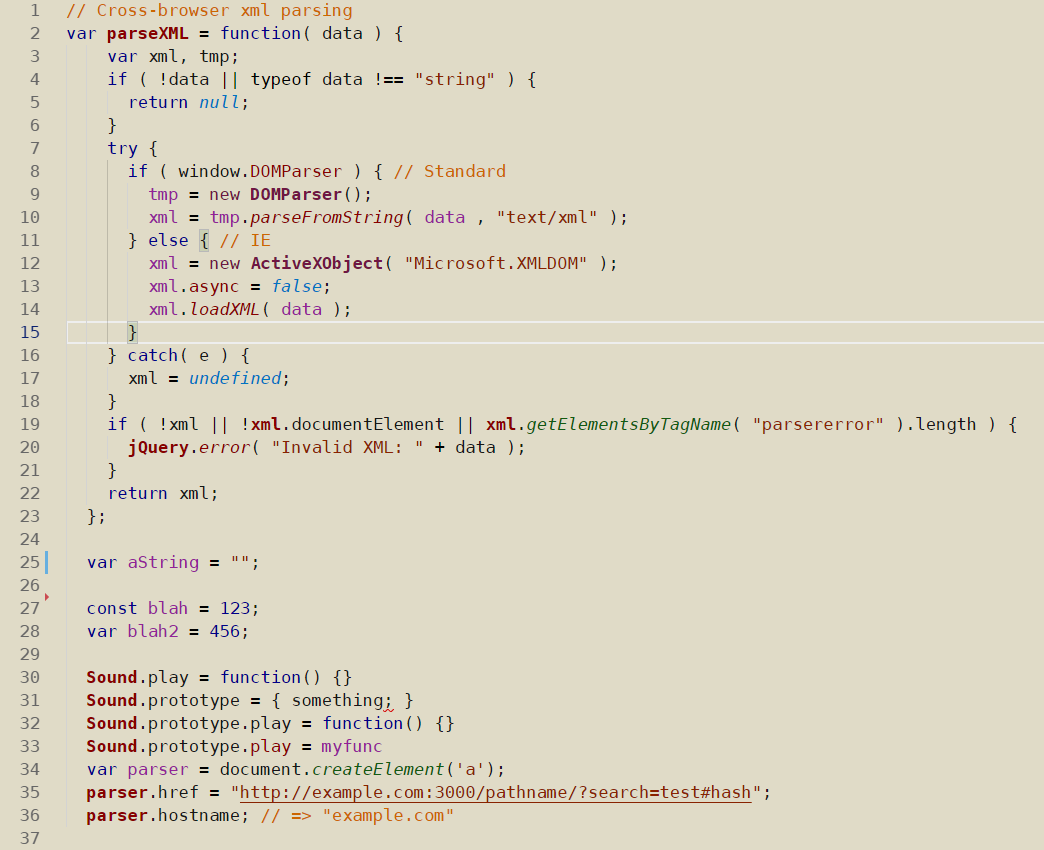 1 // Cross-browser xml parsing
2 var parseXML = function( data ) {
3     var xml, tmp;
4     if ( !data || typeof data !== "string" ) {
5       return null;
6     }
7     try {
8       if ( window.DOMParser ) { // Standard
9         tmp = new DOMParser();
10         xml = tmp.parseFromString( data , "text/xml" );
11       } else { // IE
12         xml = new ActiveXObject( "Microsoft.XMLDOM" );
13         xml.async = false;
14         xml.loadXML( data );
15       }
16     } catch( e ) {
17       xml = undefined;
18     }
19     if ( !xml || !xml.documentElement || xml.getElementsByTagName( "parsererror" ).length ) {
20       jQuery.error( "Invalid XML: " + data );
21     }
22     return xml;
23   };
24
25   var aString = "";
26
27   const blah = 123;
28   var blah2 = 456;
29
30   Sound.play = function() {}
31   Sound.prototype = { something; }
32   Sound.prototype.play = function() {}
33   Sound.prototype.play = myfunc
34   var parser = document.createElement('a');
35   parser.href = "http://example.com:3000/pathname/?search=test#hash";
36   parser.hostname; // => "example.com"
37